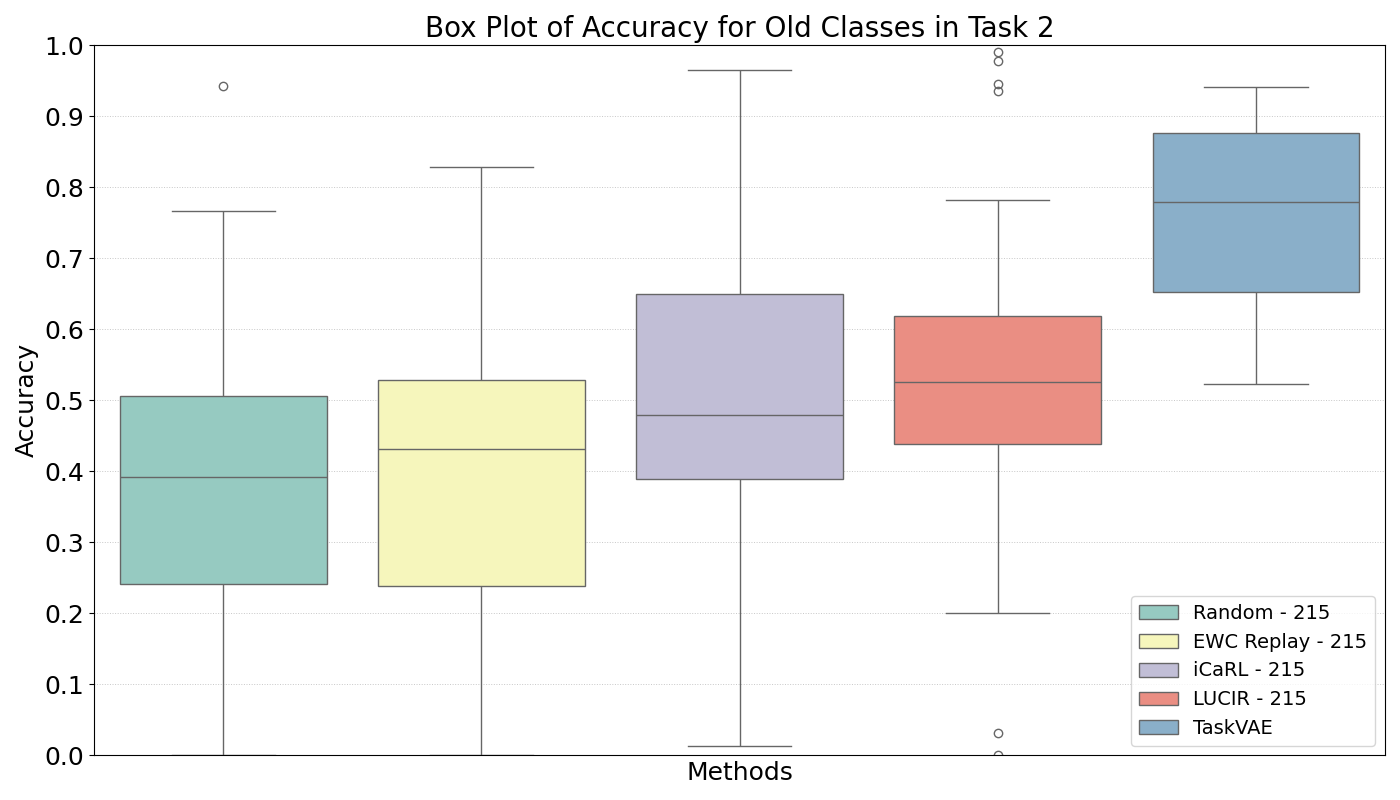 Box Plot of Accuracy for Old Classes in Task 2
1.0
0.9
0.8
0.7
0.6
0.5
0.4
0.3
0.2
0.1
0.0
Accuracy
Methods
Random - 215
EWC Replay - 215
iCaRL - 215
LUCIR - 215
TaskVAE